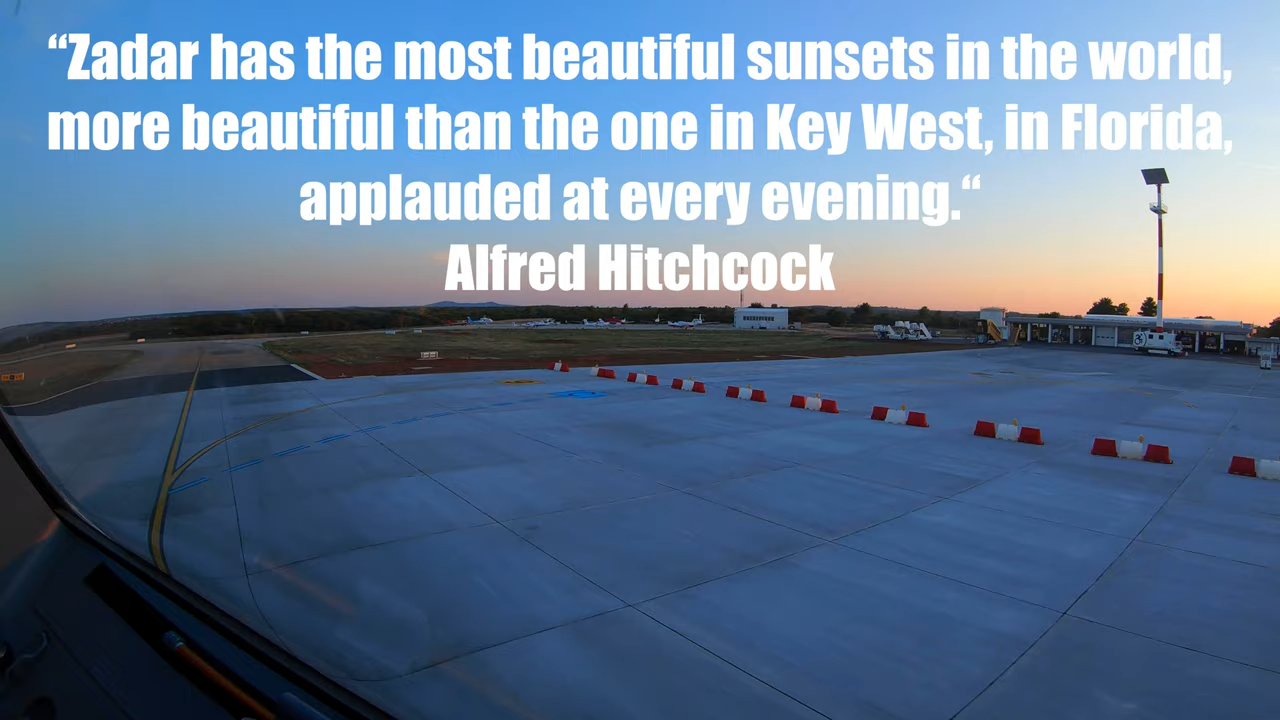 “Zadar has the most beautiful sunsets in the world,
more beautiful than the one in Key West, in Florida,
applauded at every evening.“
Alfred Hitchcock